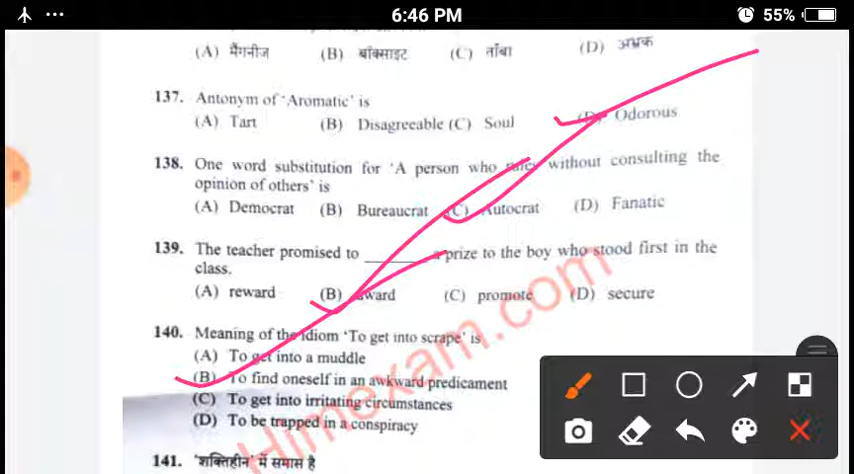 6:46 PM
55%
(A) मैंगनीज (B) बॉक्साइट (C) ताँबा (D) अभ्रक
137. Antonym of 'Aromatic' is
(A) Tart (B) Disagreeable (C) Soul (D) Odorous
138. One word substitution for 'A person who rules without consulting the
opinion of others' is
(A) Democrat (B) Bureaucrat (C) Autocrat (D) Fanatic
139. The teacher promised to ______ a prize to the boy who stood first in the
class.
(A) reward (B) award (C) promote (D) secure
140. Meaning of the idiom 'To get into scrape' is
(A) To get into a muddle
(B) To find oneself in an awkward predicament
(C) To get into irritating circumstances
(D) To be trapped in a conspiracy
141. 'शक्तिहीन' में समास है
Himexam.com